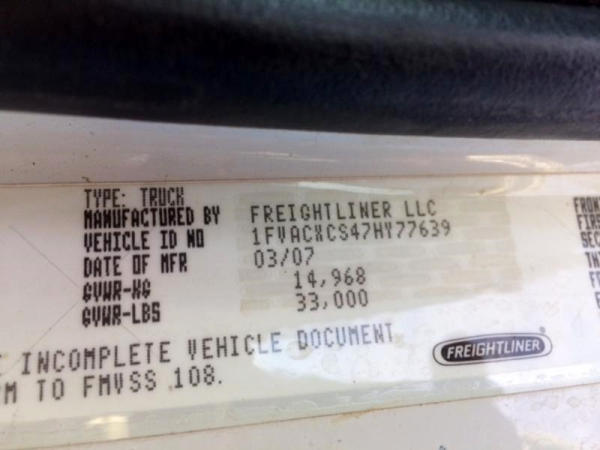 TYPE: TRUCK
MANUFACTURED BY FREIGHTLINER LLC
VEHICLE ID NO 1FVACXCS47HY77639
DATE OF MFR 03/07
GVWR-KG 14,968
GVWR-LBS 33,000
INCOMPLETE VEHICLE DOCUMENT
TO FMVSS 108.
FREIGHTLINER